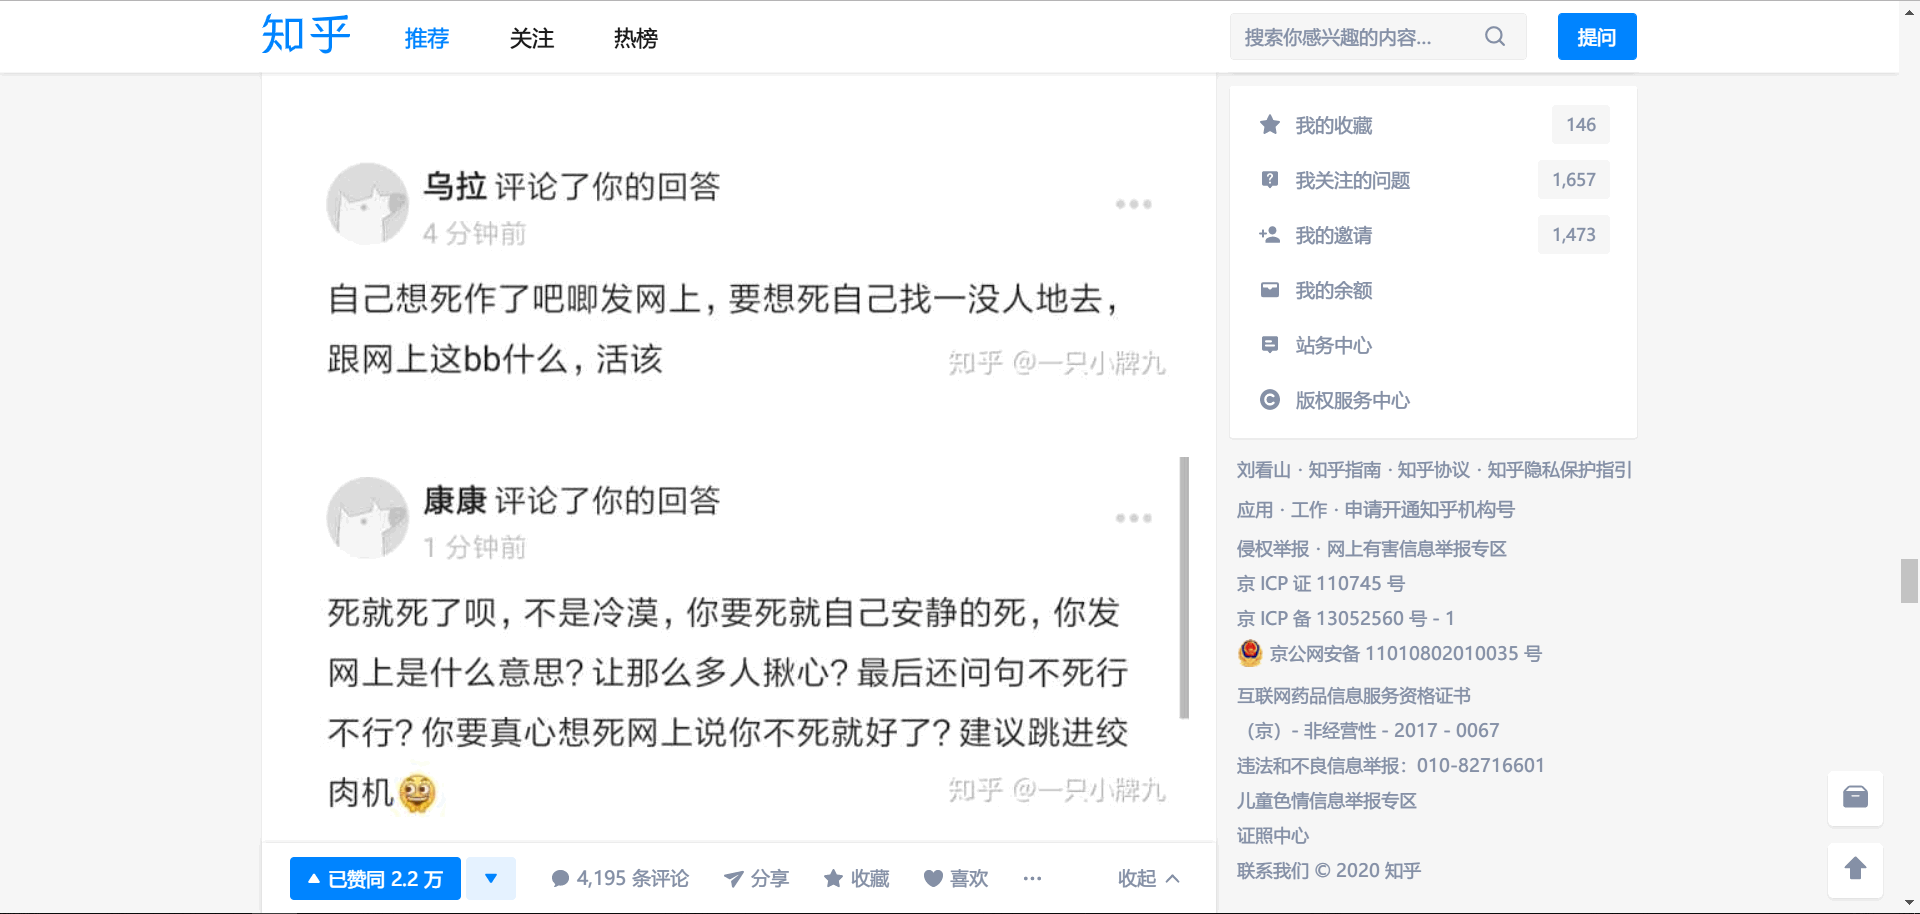 知乎
推荐 关注 热榜
搜索你感兴趣的内容...
提问
乌拉 评论了你的回答
4 分钟前
自己想死作了吧唧发网上，要想死自己找一没人地去，
跟网上这bb什么，活该
知乎 @一只小牌九
康康 评论了你的回答
1 分钟前
死就死了呗，不是冷漠，你要死就自己安静的死，你发
网上是什么意思？让那么多人揪心？最后还问句不死行
不行？你要真心想死网上说你不死就好了？建议跳进绞
肉机
知乎 @一只小牌九
已赞同 2.2 万
4,195 条评论 分享 收藏 喜欢 ··· 收起
我的收藏 146
我关注的问题 1,657
我的邀请 1,473
我的余额
站务中心
版权服务中心
刘看山 · 知乎指南 · 知乎协议 · 知乎隐私保护指引
应用 · 工作 · 申请开通知乎机构号
侵权举报 · 网上有害信息举报专区
京 ICP 证 110745 号
京 ICP 备 13052560 号 - 1
京公网安备 11010802010035 号
互联网药品信息服务资格证书
（京）- 非经营性 - 2017 - 0067
违法和不良信息举报：010-82716601
儿童色情信息举报专区
证照中心
联系我们 © 2020 知乎